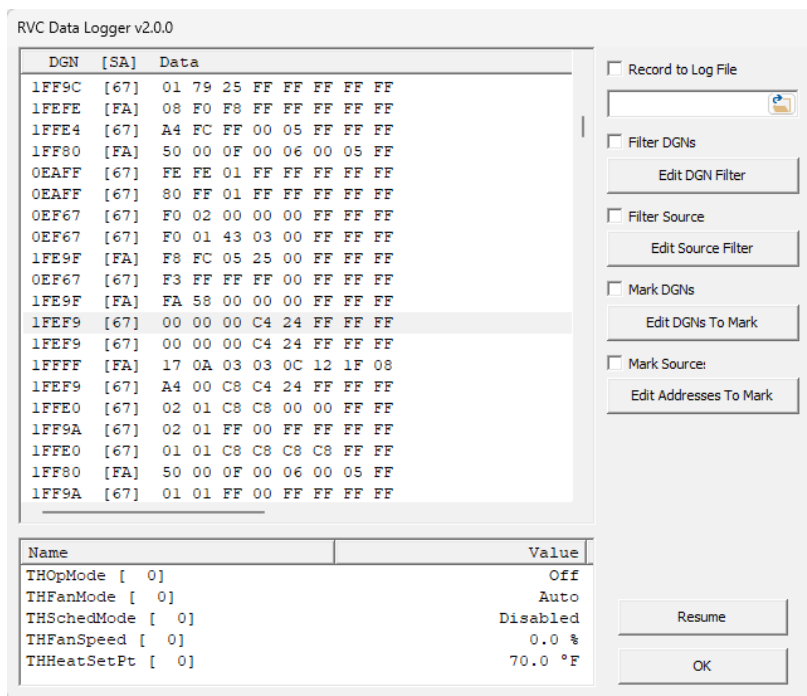 RVC Data Logger v2.0.0
DGN [SA] Data
1FF9C [67] 01 79 25 FF FF FF FF FF
1FEFE [FA] 08 F0 F8 FF FF FF FF FF
1FFE4 [67] A4 FC FF 00 05 FF FF FF
1FF80 [FA] 50 00 0F 00 06 00 05 FF
0EAFF [67] FE FE 01 FF FF FF FF FF
0EAFF [67] 80 FF 01 FF FF FF FF FF
0EF67 [67] F0 02 00 00 00 FF FF FF
0EF67 [67] F0 01 43 03 00 FF FF FF
1FE9F [FA] F8 FC 05 25 00 FF FF FF
0EF67 [67] F3 FF FF FF 00 FF FF FF
1FE9F [FA] FA 58 00 00 00 FF FF FF
1FEF9 [67] 00 00 00 C4 24 FF FF FF
1FEF9 [67] 00 00 00 C4 24 FF FF FF
1FFFF [FA] 17 0A 03 03 0C 12 1F 08
1FEF9 [67] A4 00 C8 C4 24 FF FF FF
1FFE0 [67] 02 01 C8 C8 00 00 FF FF
1FF9A [67] 02 01 FF 00 FF FF FF FF
1FFE0 [67] 01 01 C8 C8 C8 C8 FF FF
1FF80 [FA] 50 00 0F 00 06 00 05 FF
1FF9A [67] 01 01 FF 00 FF FF FF FF
Record to Log File
Filter DGNs
Edit DGN Filter
Filter Source
Edit Source Filter
Mark DGNs
Edit DGNs To Mark
Mark Source:
Edit Addresses To Mark
Name Value
THOpMode [ 0] Off
THFanMode [ 0] Auto
THSchedMode [ 0] Disabled
THFanSpeed [ 0] 0.0 %
THHeatSetPt [ 0] 70.0 °F
Resume
OK